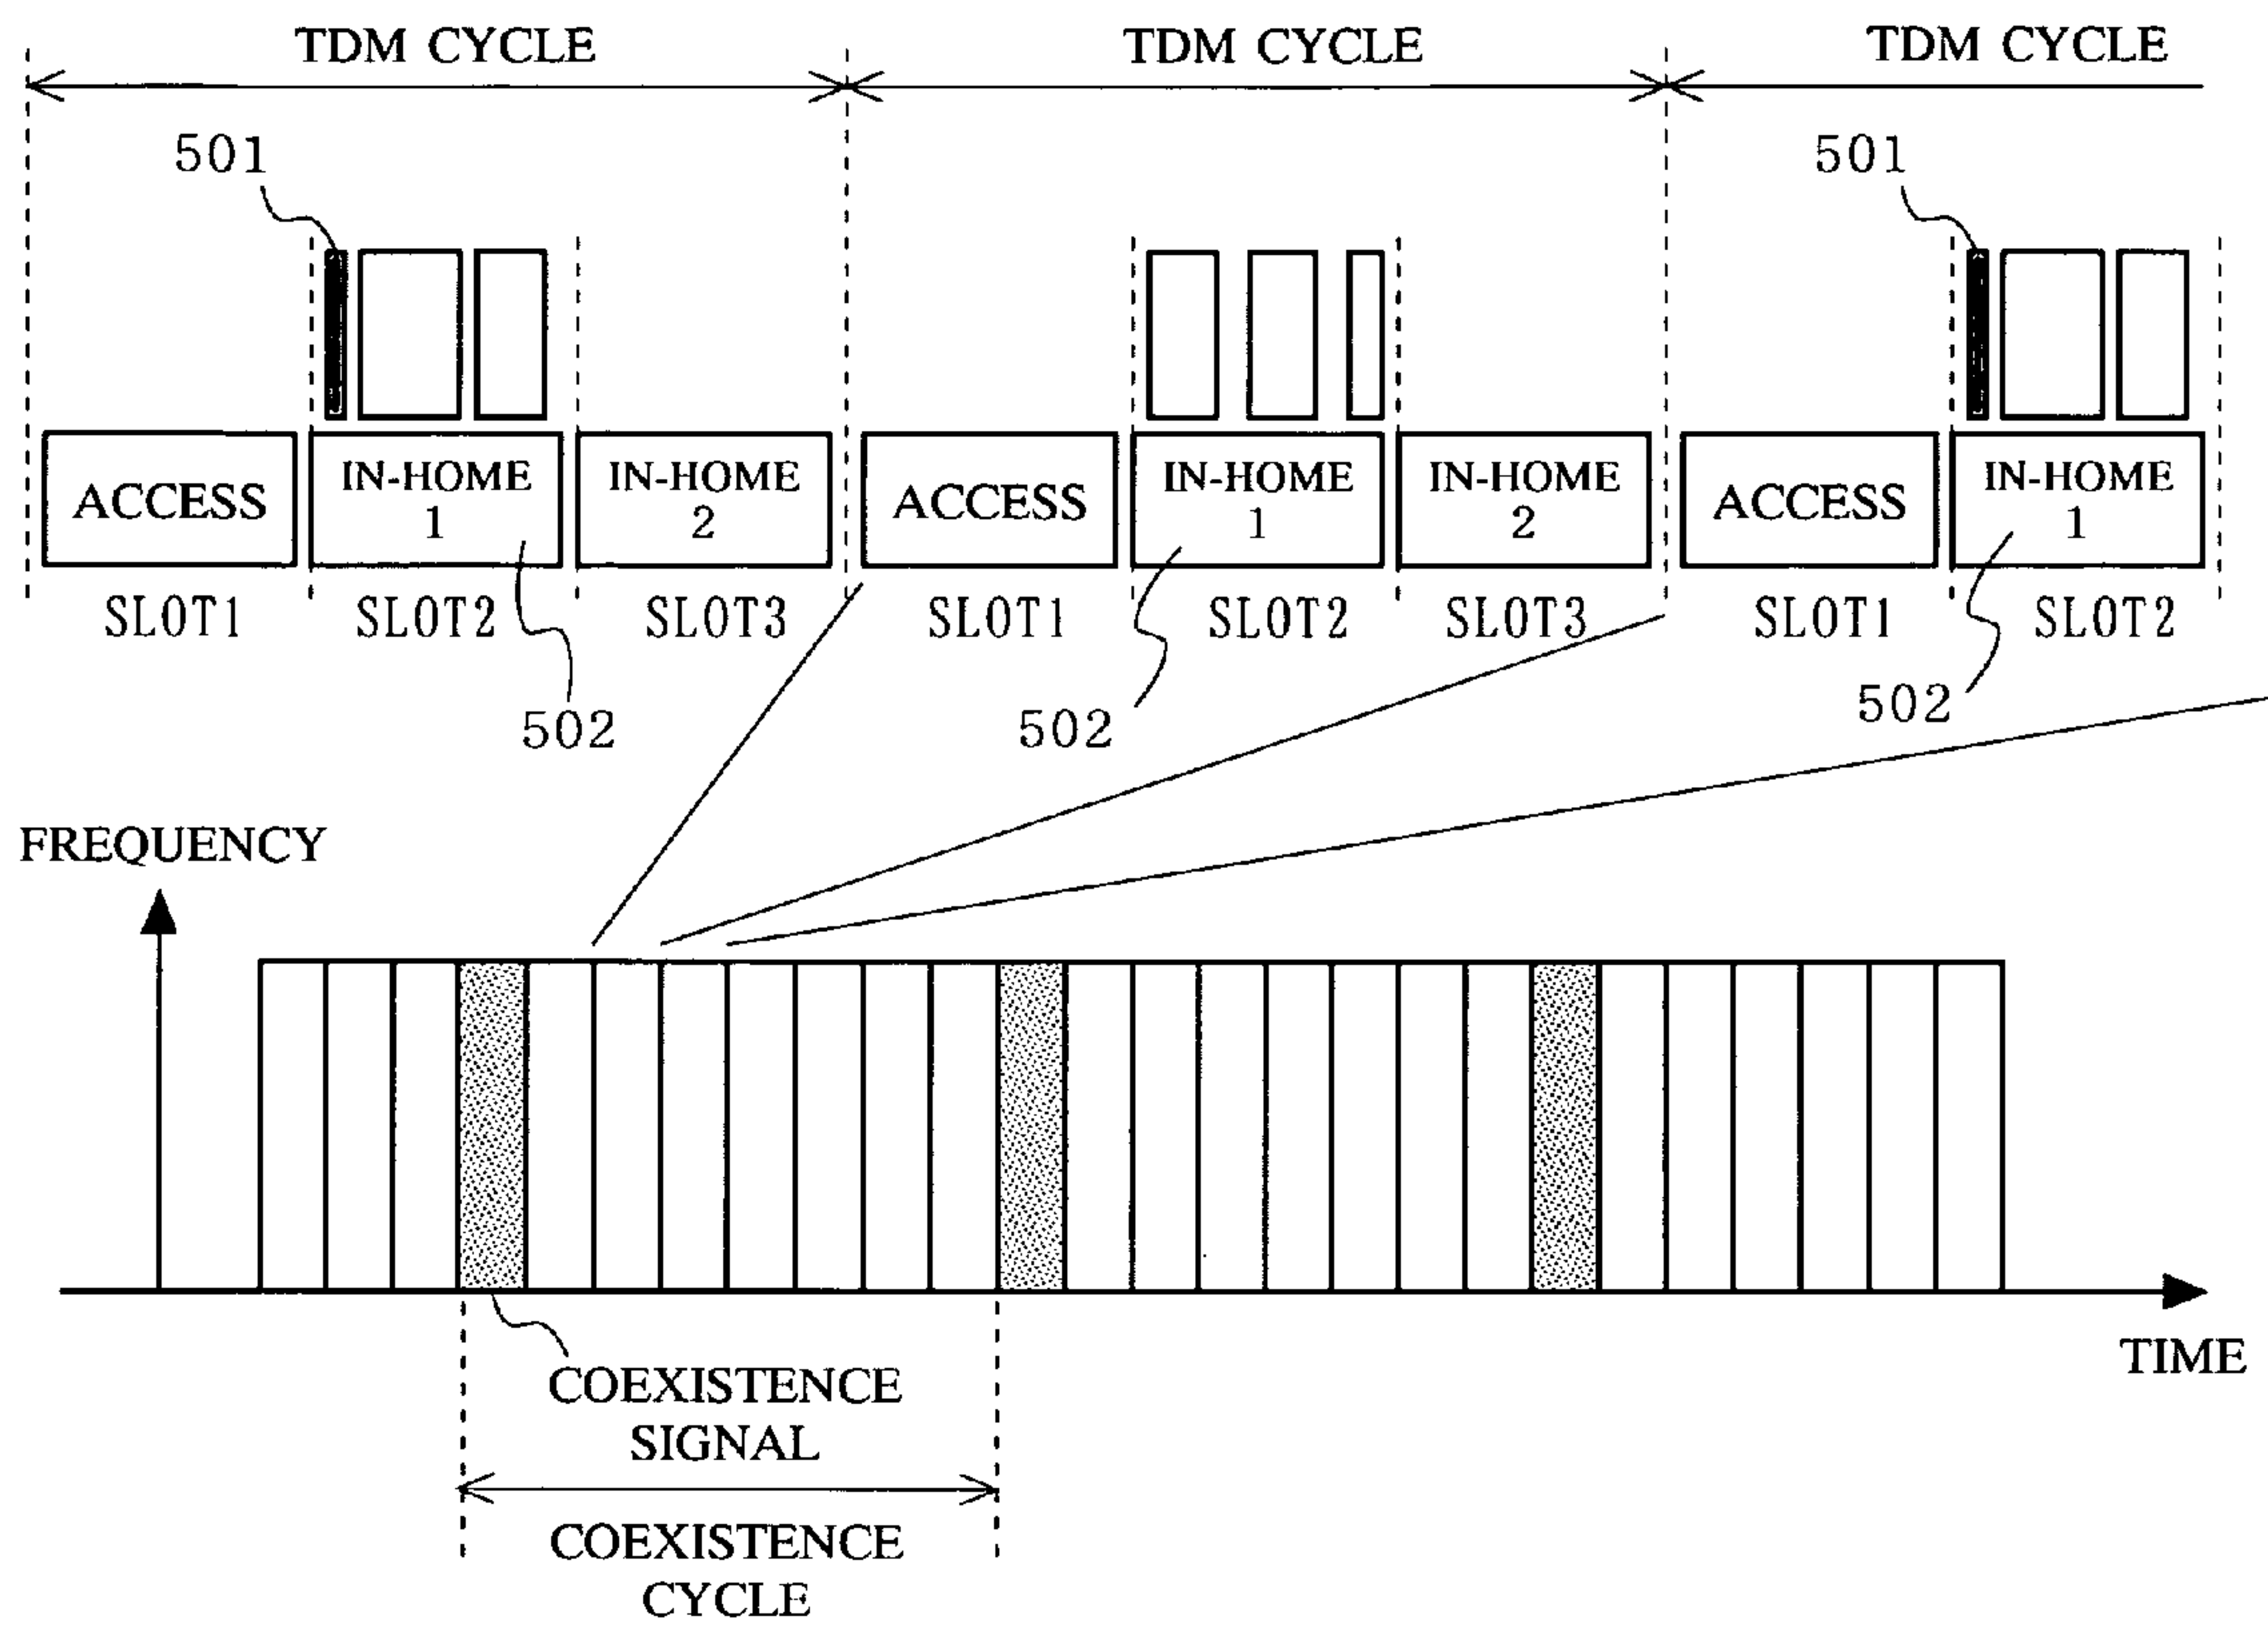 TDM CYCLE TDM CYCLE TDM CYCLE
501 501
ACCESS IN-HOME 1 IN-HOME 2 ACCESS IN-HOME 1 IN-HOME 2 ACCESS IN-HOME 1
SLOT1 SLOT2 SLOT3 SLOT1 SLOT2 SLOT3 SLOT1 SLOT2
502 502 502
FREQUENCY
TIME
COEXISTENCE
SIGNAL
COEXISTENCE
CYCLE